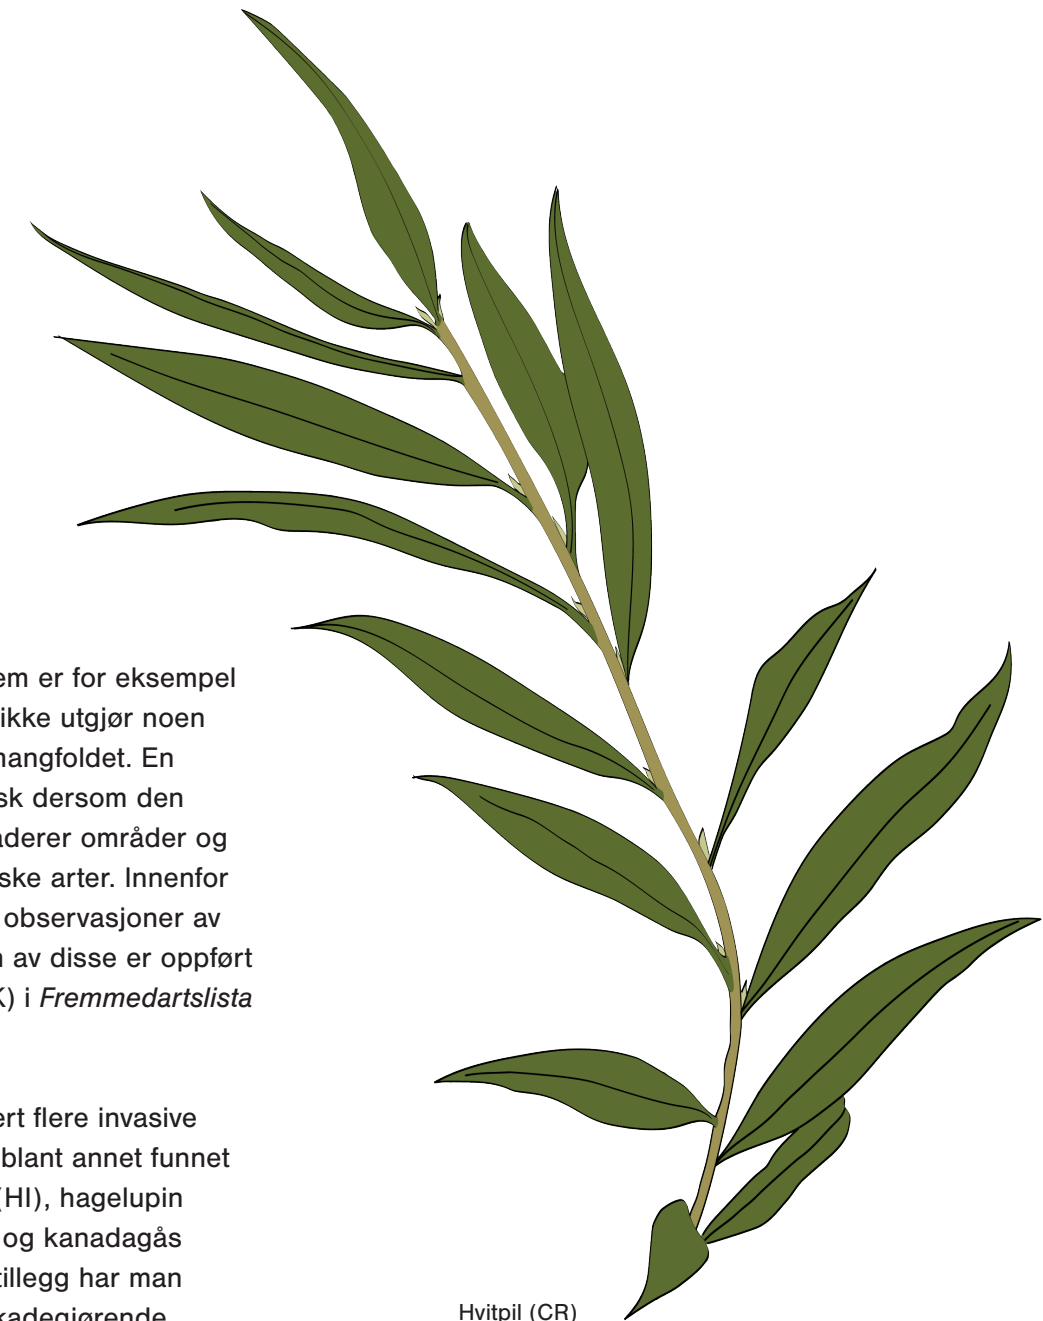 em er for eksempel
ikke utgjør noen
nangfoldet. En
sk dersom den
aderer områder og
ske arter. Innenfor
observasjoner av
n av disse er oppført
K) i Fremmedartslista
ert flere invasive
blant annet funnet
(HI), hagelupin
og kanadagås
tillegg har man
kadegjørende
Hvitpil (CR)